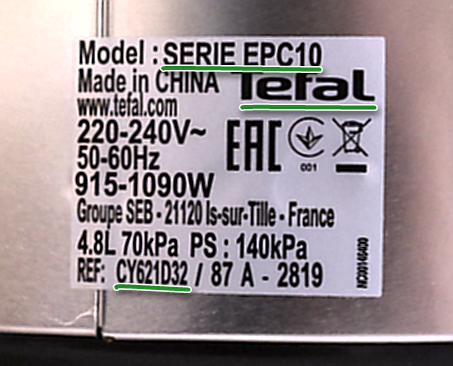 Model : SERIE EPC10
Made in CHINA Tefal
www.tefal.com
220-240V~
50-60Hz EAC
001
915-1090W
Groupe SEB - 21120 Is-sur-Tille - France
4.8L 70kPa PS : 140kPa
REF: CY621D32 / 87 A - 2819
NC00140400